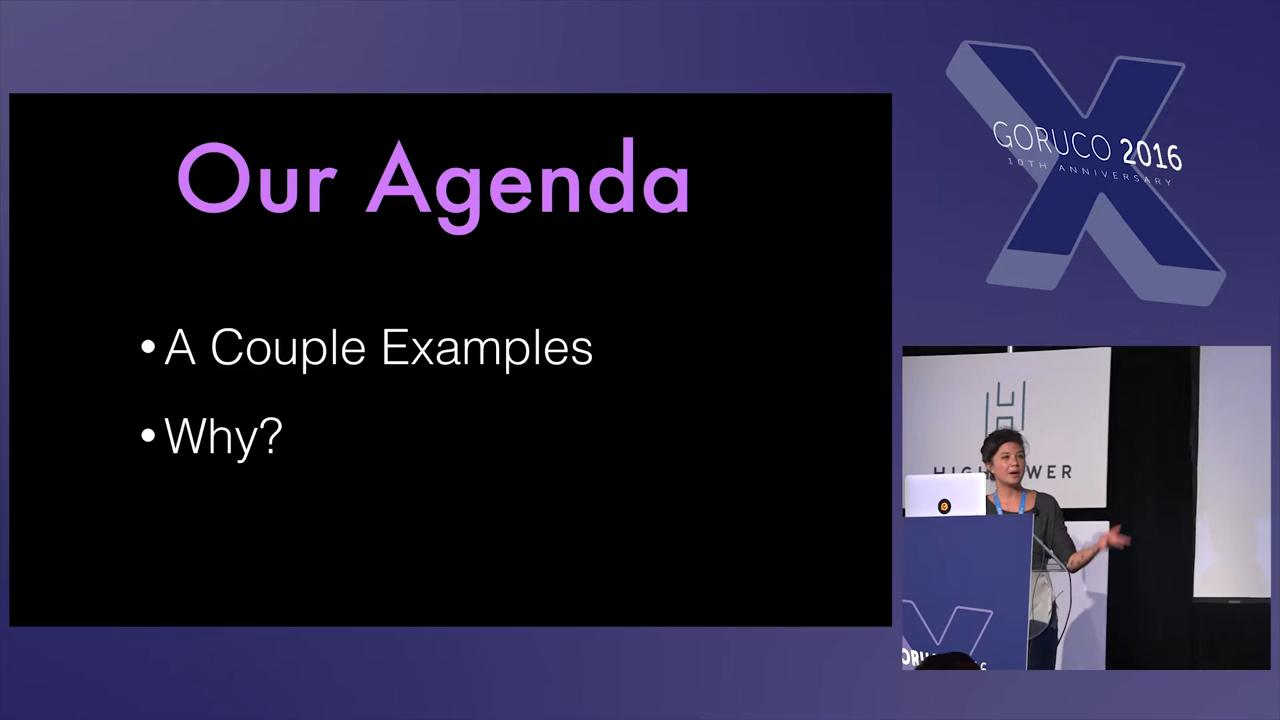 Our Agenda
• A Couple Examples
• Why?
GORUCO 2016
10TH ANNIVERSARY